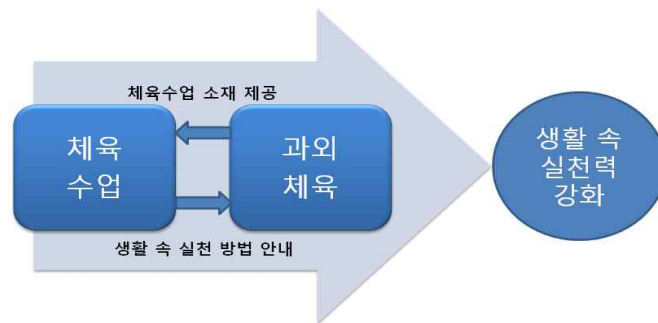 체육수업 소재 제공
체육
수업
과외
체육
생활 속 실천 방법 안내
생활 속
실천력
강화